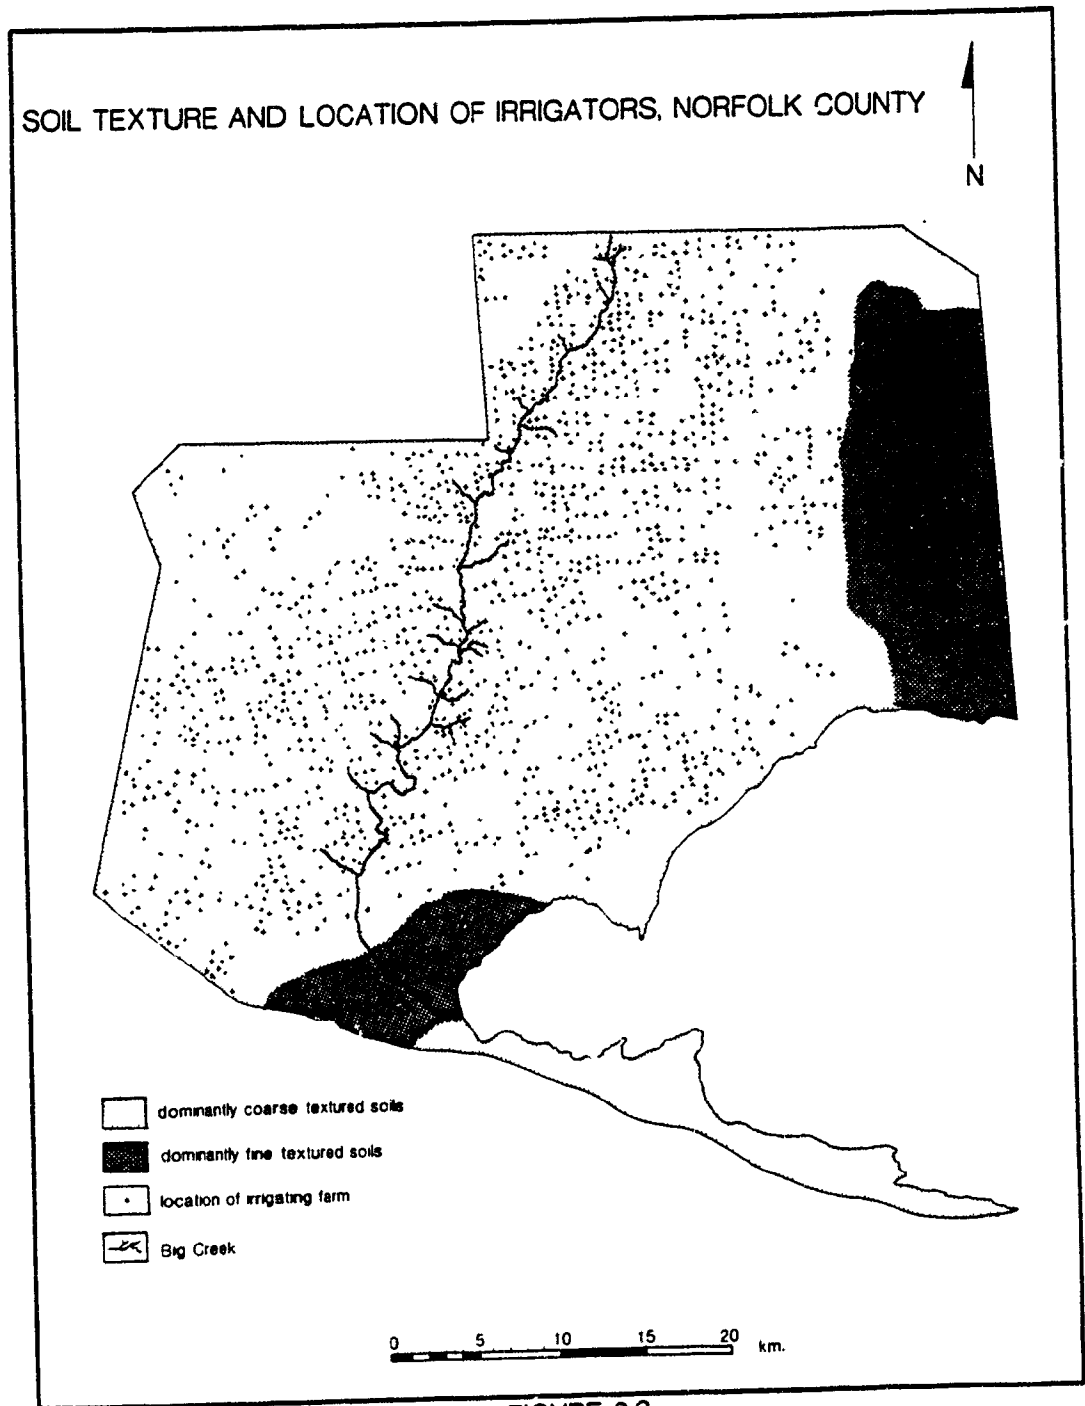 SOIL TEXTURE AND LOCATION OF IRRIGATORS, NORFOLK COUNTY
N
dominantly coarse textured soils
dominantly fine textured soils
location of irrigating farm
Big Creek
0 5 10 15 20 km.